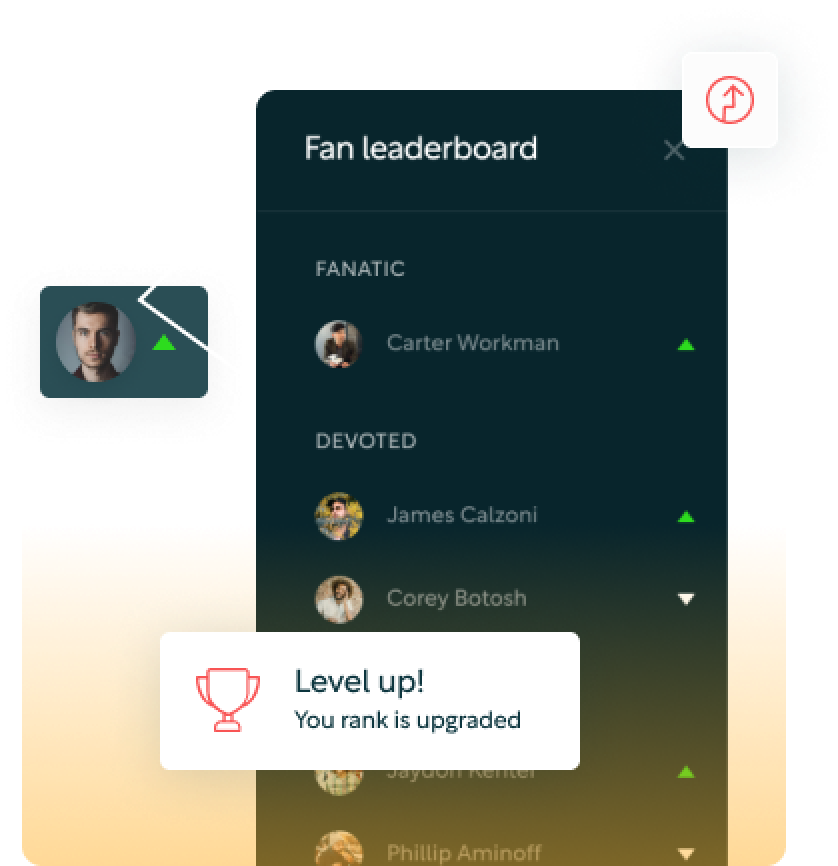 Fan leaderboard
FANATIC
Carter Workman
DEVOTED
James Calzoni
Corey Botosh
Level up!
You rank is upgraded
Jaydon Kenter
Phillip Aminoff